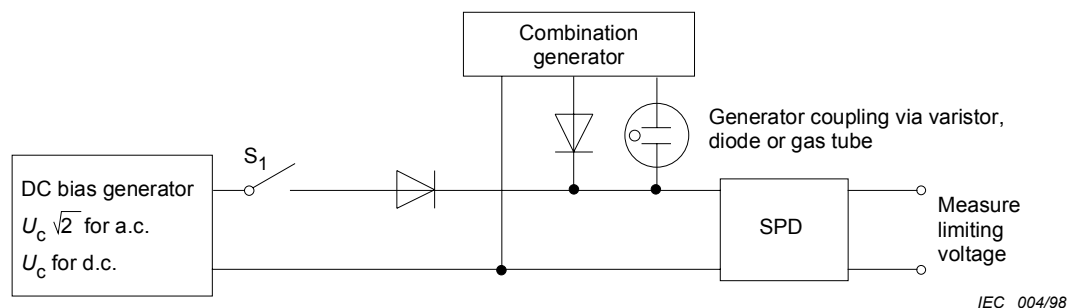 Combination
generator
Generator coupling via varistor,
diode or gas tube
S1
DC bias generator
Uc √2 for a.c.
Uc for d.c.
SPD
Measure
limiting
voltage
IEC 004/98